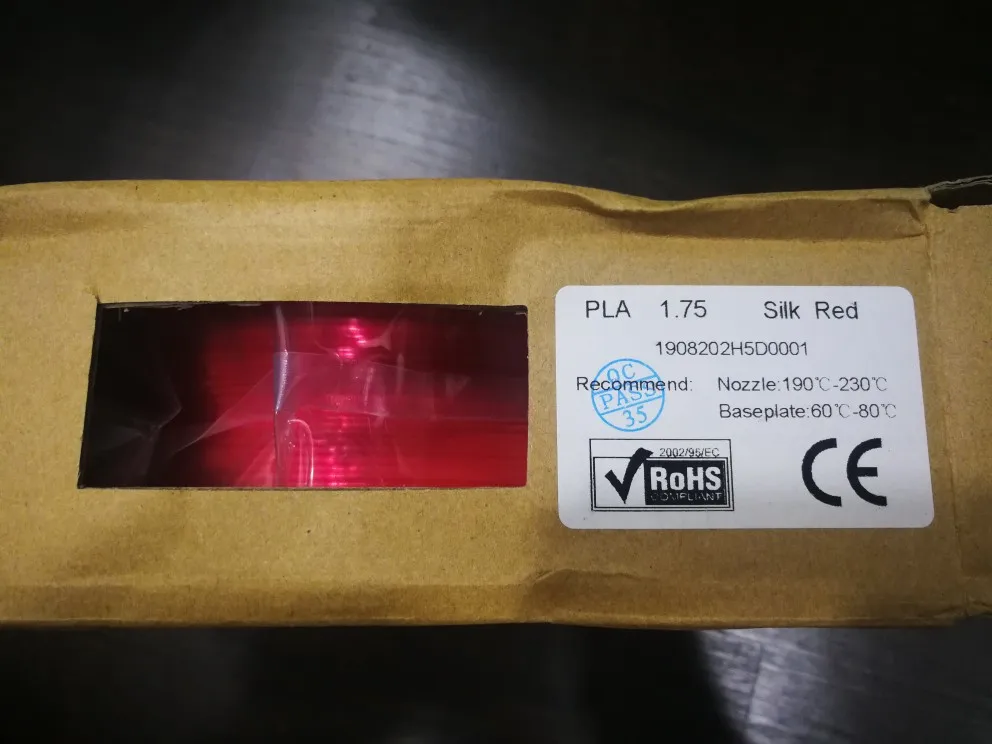 PLA 1.75 Silk Red
1908202H5D0001
Recommend: Nozzle:190℃-230℃
Baseplate:60℃-80℃
QC
PASS
35
2002/95/EC
RoHS
COMPLIANT
CE